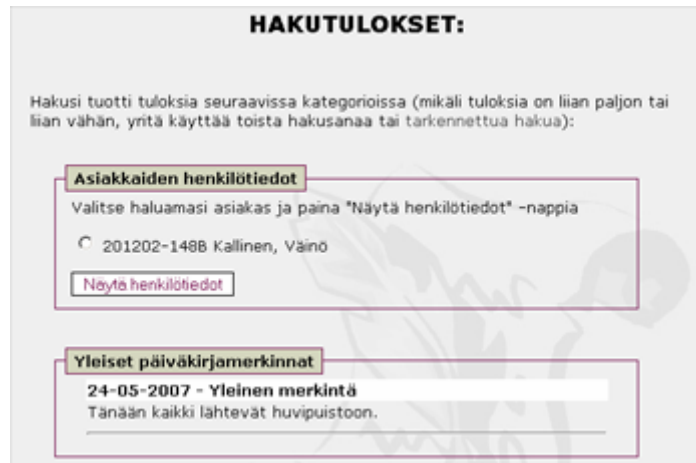 HAKUTULOKSET:
Hakusi tuotti tuloksia seuraavissa kategorioissa (mikäli tuloksia on liian paljon tai
liian vähän, yritä käyttää toista hakusanaa tai tarkennettua hakua):
Asiakkaiden henkilötiedot
Valitse haluamasi asiakas ja paina "Näytä henkilötiedot" -nappia
201202-148B Kallinen, Väinö
Näytä henkilötiedot
Yleiset päiväkirjamerkinnat
24-05-2007 - Yleinen merkintä
Tänään kaikki lähtevät huvipuistoon.